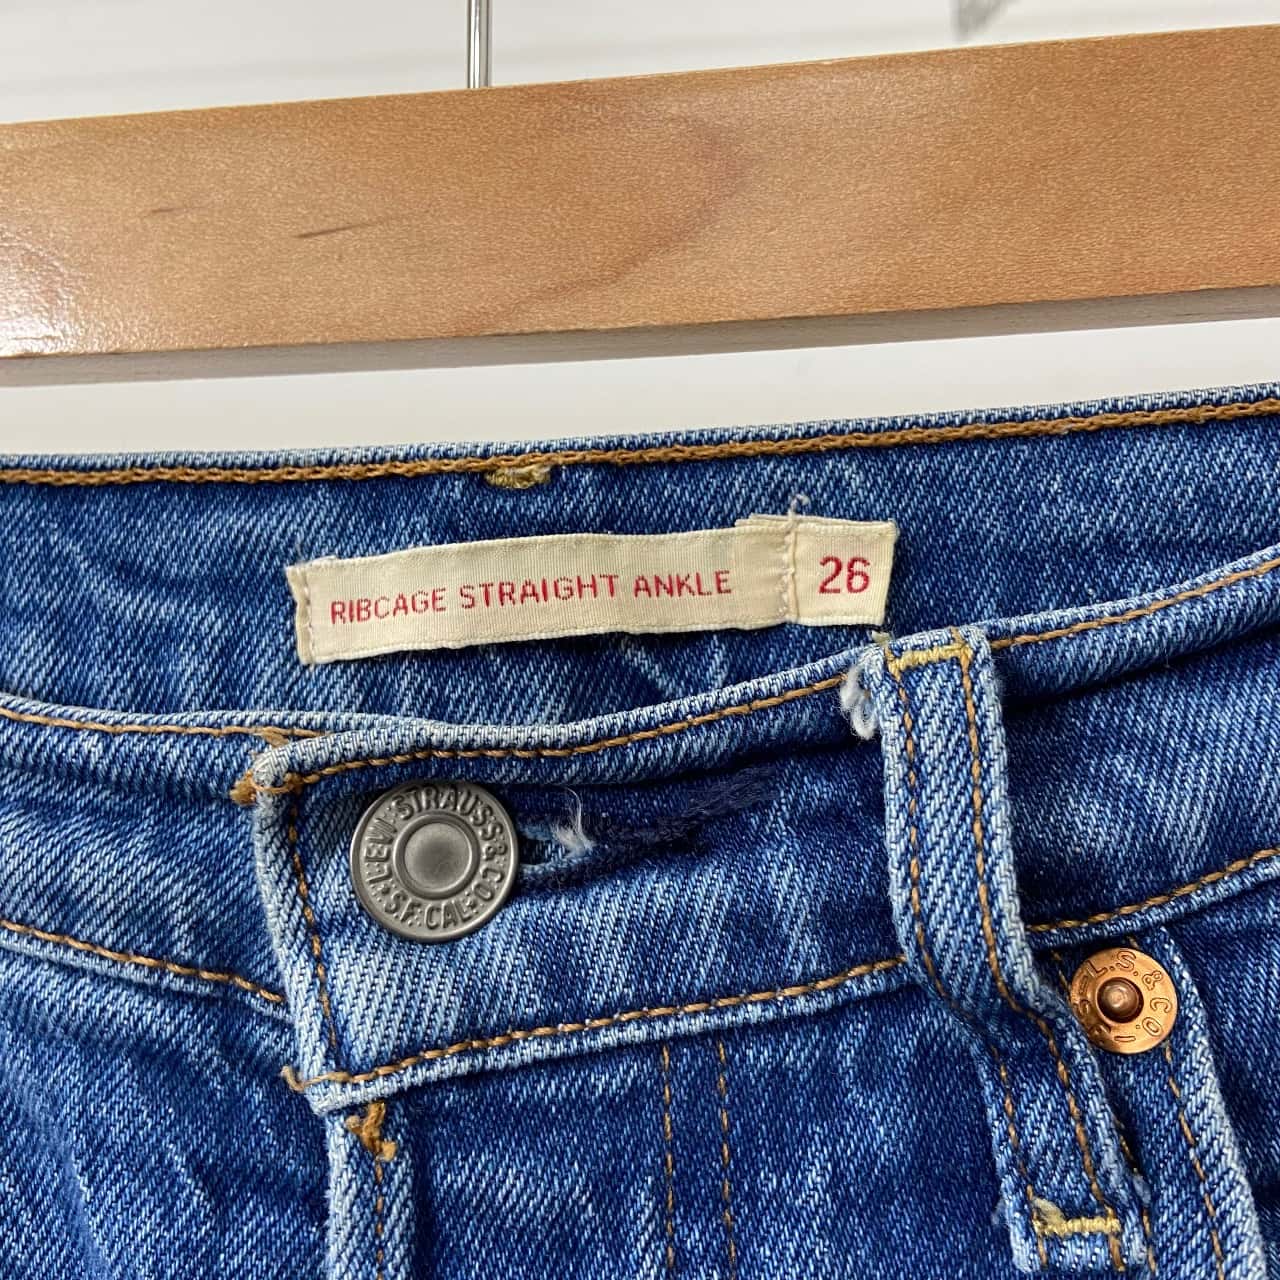 RIBCAGE STRAIGHT ANKLE 26
LEVI STRAUSS & CO.
S.F. CAL.
L.S. & CO.